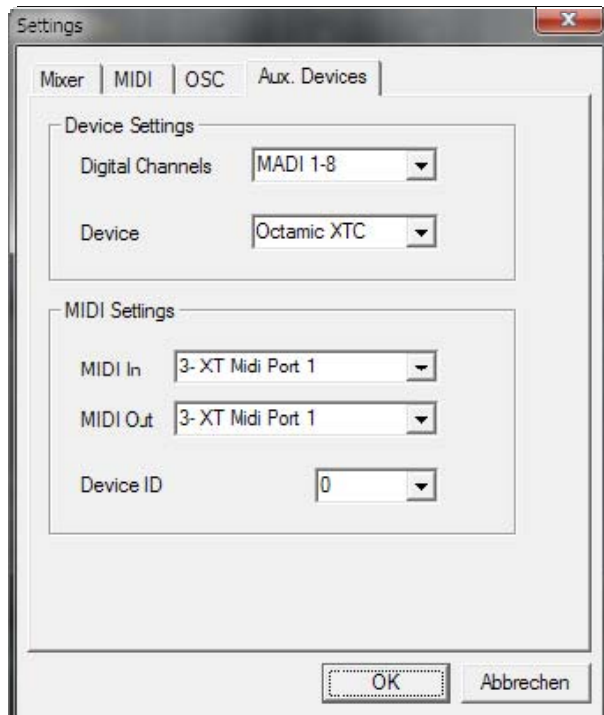 Settings
Mixer MIDI OSC Aux. Devices
Device Settings
Digital Channels MADI 1-8
Device Octamic XTC
MIDI Settings
MIDI In 3- XT Midi Port 1
MIDI Out 3- XT Midi Port 1
Device ID 0
OK Abbrechen